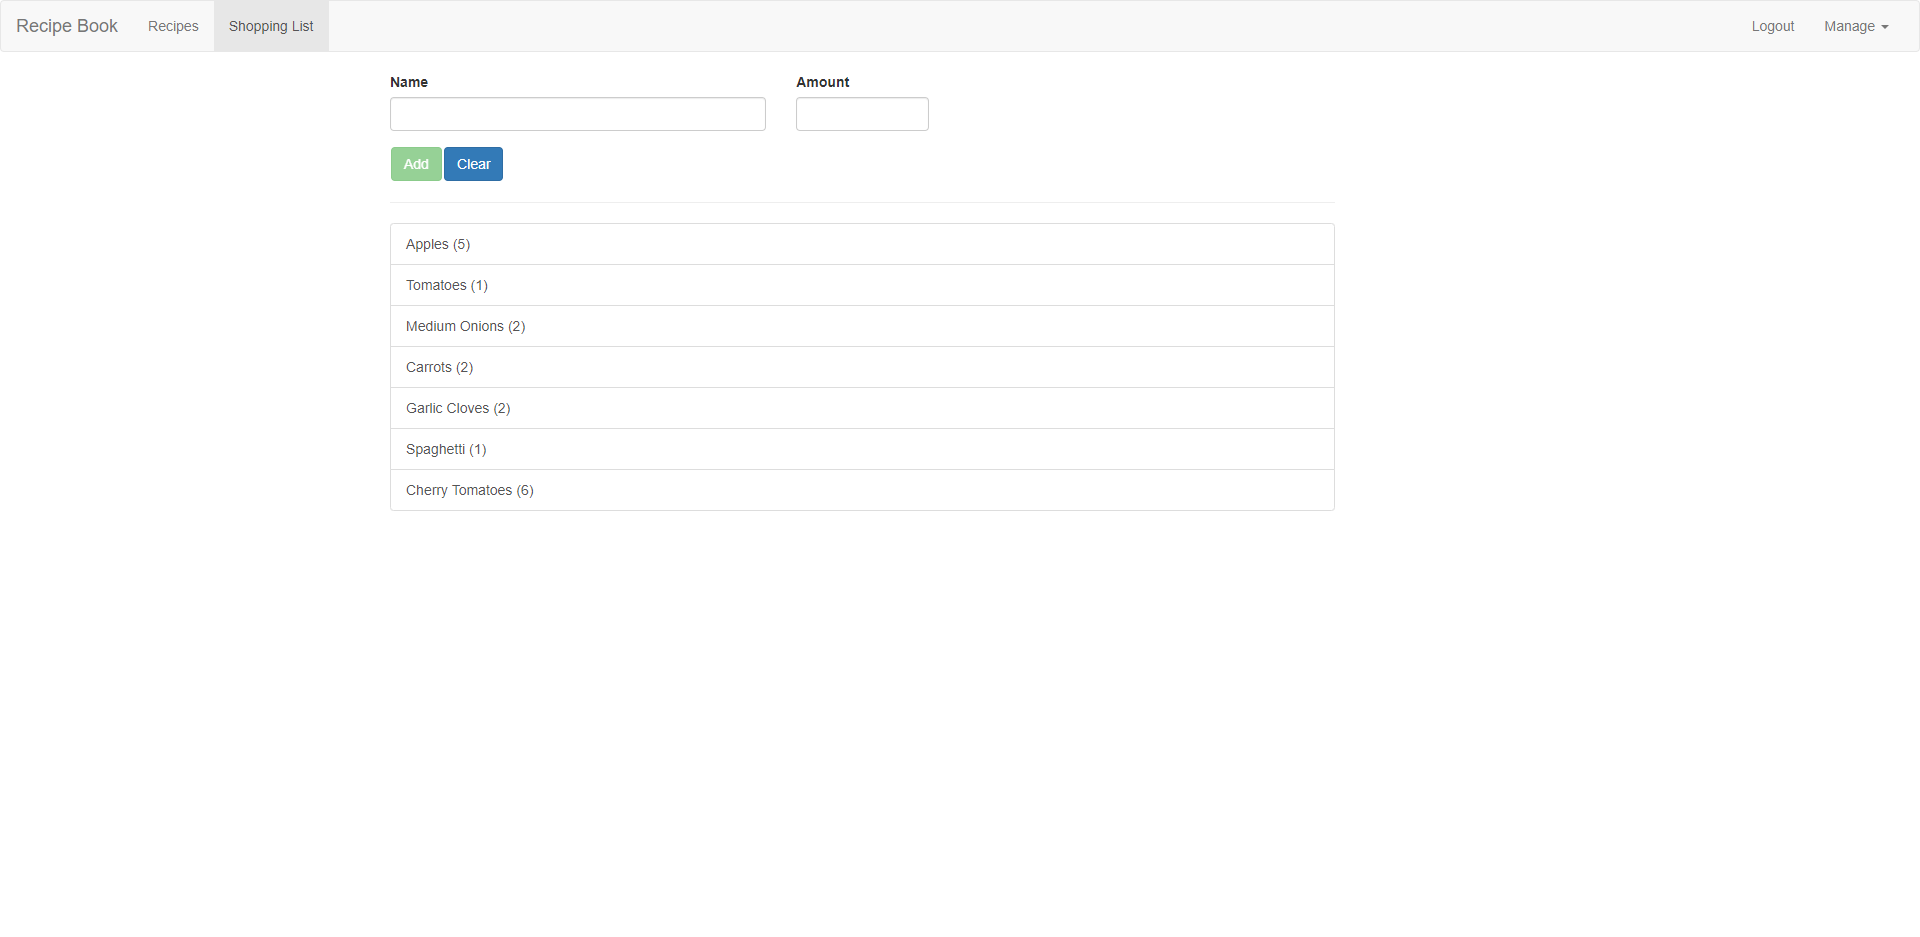 Recipe Book Recipes Shopping List Logout Manage
Name Amount
Add Clear
Apples (5)
Tomatoes (1)
Medium Onions (2)
Carrots (2)
Garlic Cloves (2)
Spaghetti (1)
Cherry Tomatoes (6)